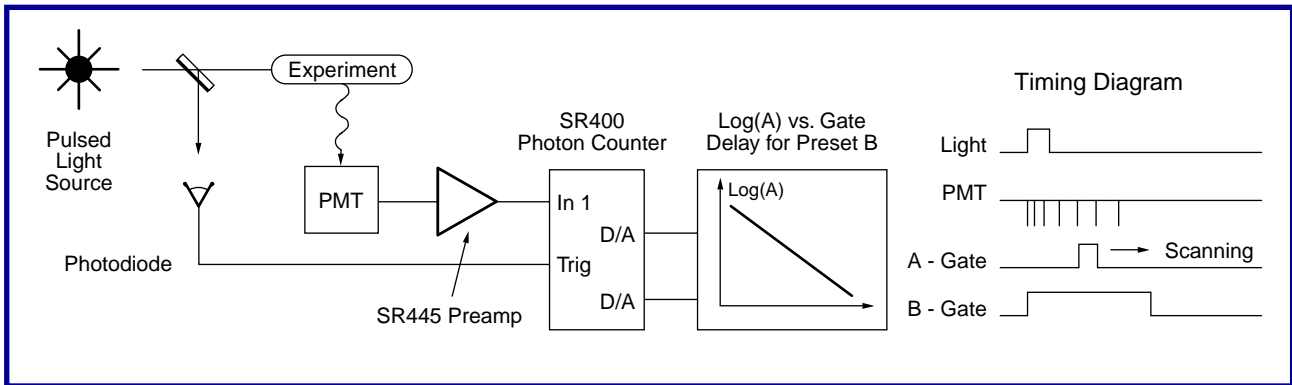 Experiment
Pulsed
Light
Source
Photodiode
PMT
SR445 Preamp
SR400
Photon Counter
In 1
D/A
Trig
D/A
Log(A) vs. Gate
Delay for Preset B
Log(A)
Timing Diagram
Light
PMT
A - Gate
Scanning
B - Gate